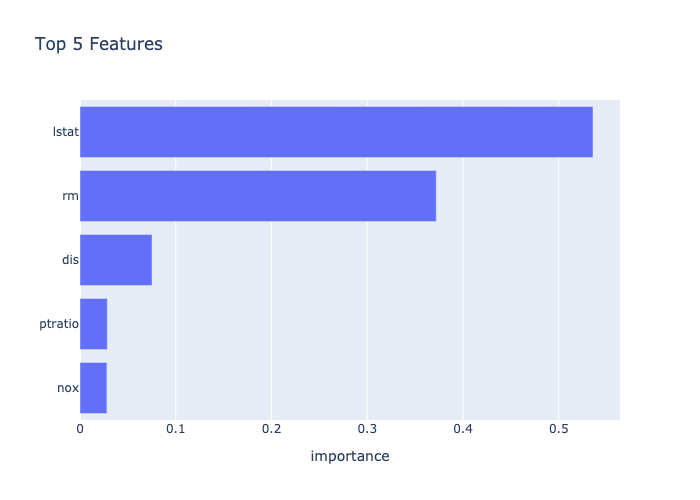 Top 5 Features
lstat
rm
dis
ptratio
nox
0 0.1 0.2 0.3 0.4 0.5
importance